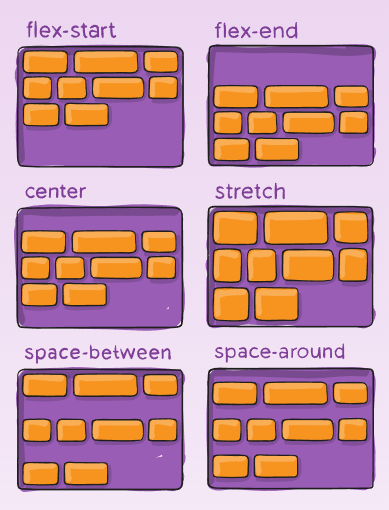 flex-start
flex-end
center
stretch
space-between
space-around